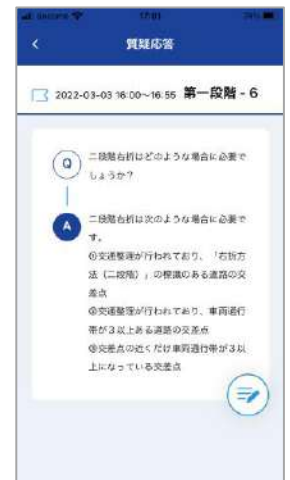 17:01
質疑応答
2022-03-03 16:00~16:55 第一段階 - 6
Q
二段階右折はどのような場合に必要で
しょうか？
A
二段階右折は次のような場合に必要で
す。
①交通整理が行われており、「右折方
法（二段階）」の標識のある道路の交
差点
②交通整理が行われており、車両通行
帯が3以上ある道路の交差点
③交差点の近くだけ車両通行帯が3以
上になっている交差点